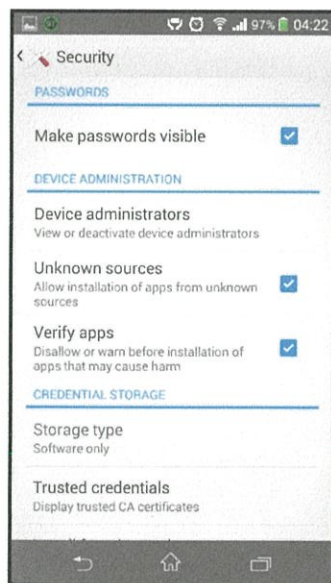 97% 04:22
Security
PASSWORDS
Make passwords visible
DEVICE ADMINISTRATION
Device administrators
View or deactivate device administrators
Unknown sources
Allow installation of apps from unknown
sources
Verify apps
Disallow or warn before installation of
apps that may cause harm
CREDENTIAL STORAGE
Storage type
Software only
Trusted credentials
Display trusted CA certificates